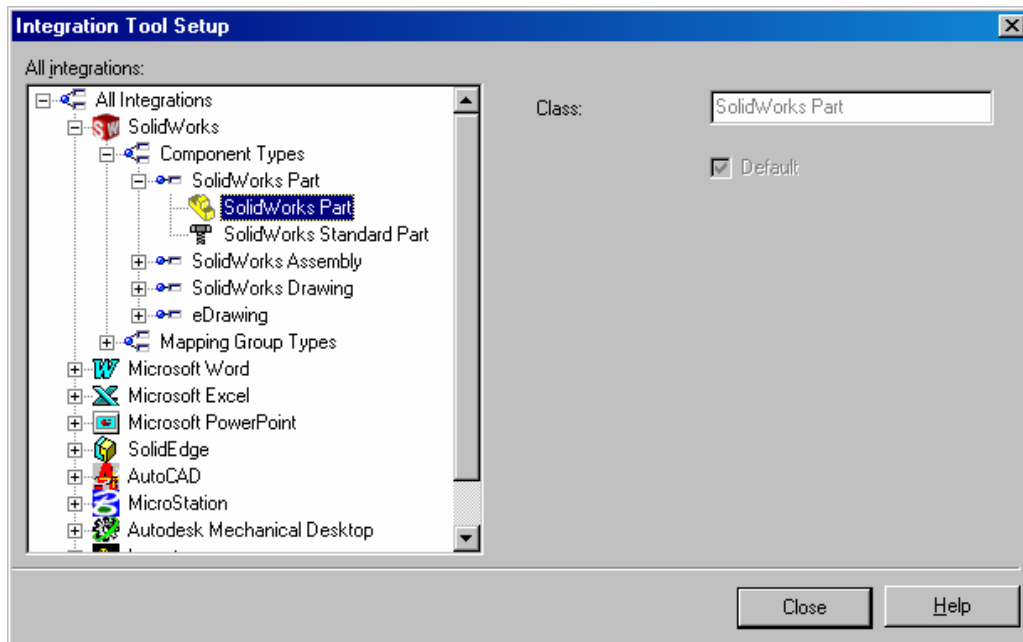 Integration Tool Setup
All integrations:
All Integrations
SolidWorks
Component Types
SolidWorks Part
SolidWorks Part
SolidWorks Standard Part
SolidWorks Assembly
SolidWorks Drawing
eDrawing
Mapping Group Types
Microsoft Word
Microsoft Excel
Microsoft PowerPoint
SolidEdge
AutoCAD
MicroStation
Autodesk Mechanical Desktop
Class:
SolidWorks Part
Default
Close
Help